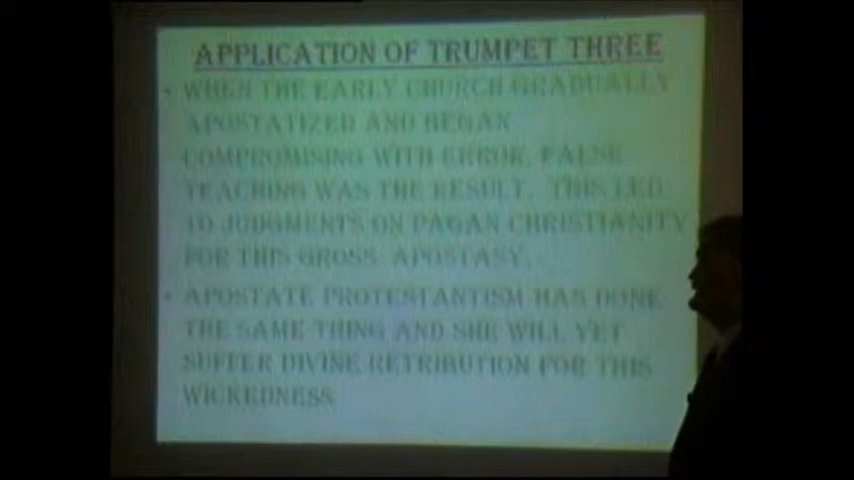 APPLICATION OF TRUMPET THREE
• WHEN THE EARLY CHURCH GRADUALLY
APOSTATIZED AND BEGAN
COMPROMISING WITH ERROR, FALSE
TEACHING WAS THE RESULT. THIS LED
TO JUDGMENTS ON PAGAN CHRISTIANITY
FOR THIS GROSS APOSTASY.
• APOSTATE PROTESTANTISM HAS DONE
THE SAME THING AND SHE WILL YET
SUFFER DIVINE RETRIBUTION FOR THIS
WICKEDNESS